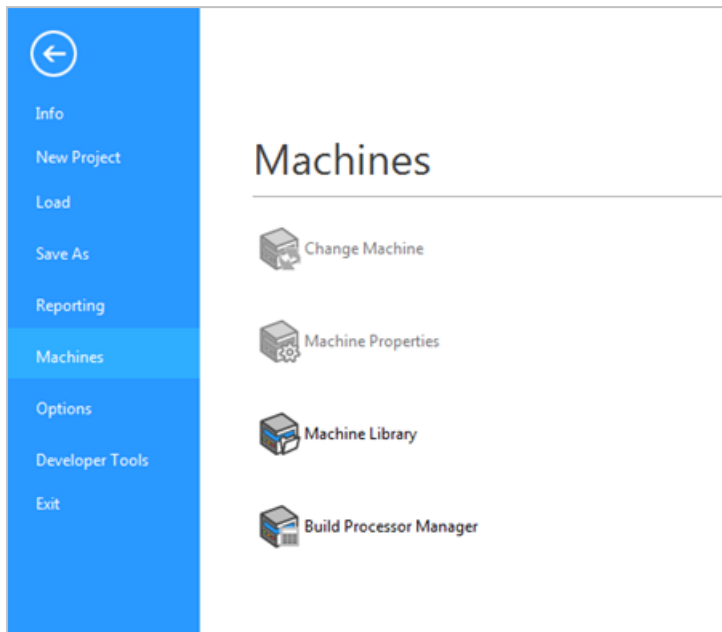 Info
New Project
Load
Save As
Reporting
Machines
Options
Developer Tools
Exit
Machines
Change Machine
Machine Properties
Machine Library
Build Processor Manager